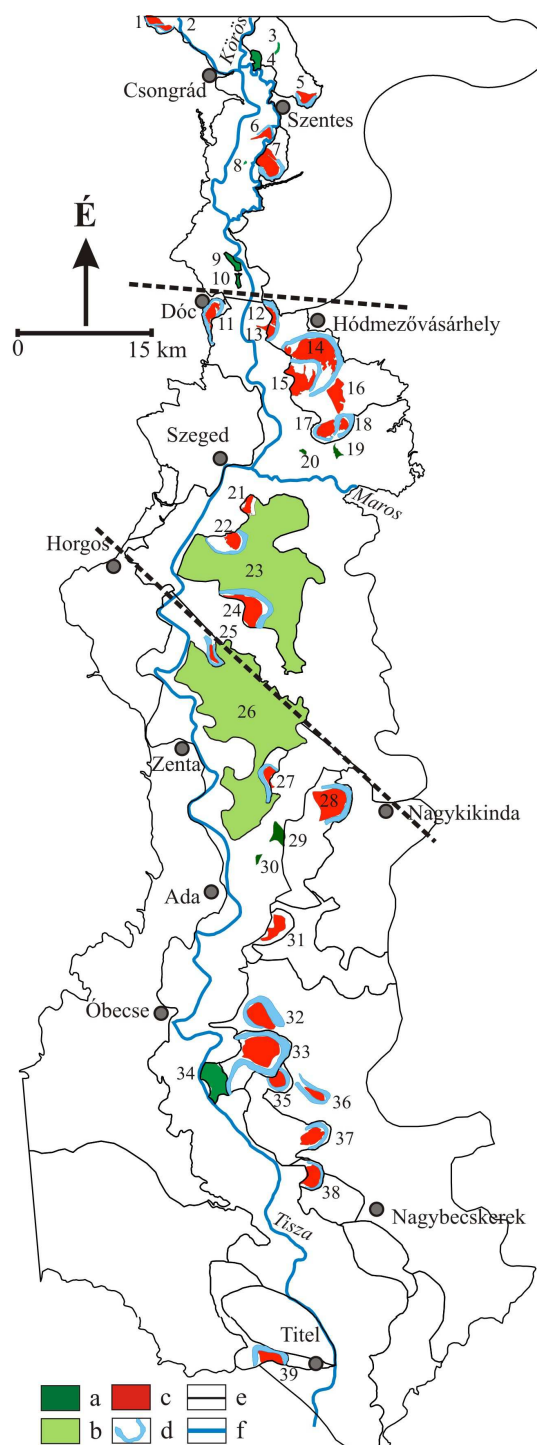 1
2
Körös
3
4
Csongrád
5
Szentes
6
7
8
É
9
10
Dóc
11
12
Hódmezővásárhely
13
0 15 km
14
15
16
17
18
Szeged
20
19
Maros
21
22
Horgos
23
24
25
26
Zenta
27
28
Nagykikinda
29
30
Ada
31
Óbecse
32
33
34
35
36
37
38
Nagybecskerek
Tisza
Titel
39
a c e
b d f